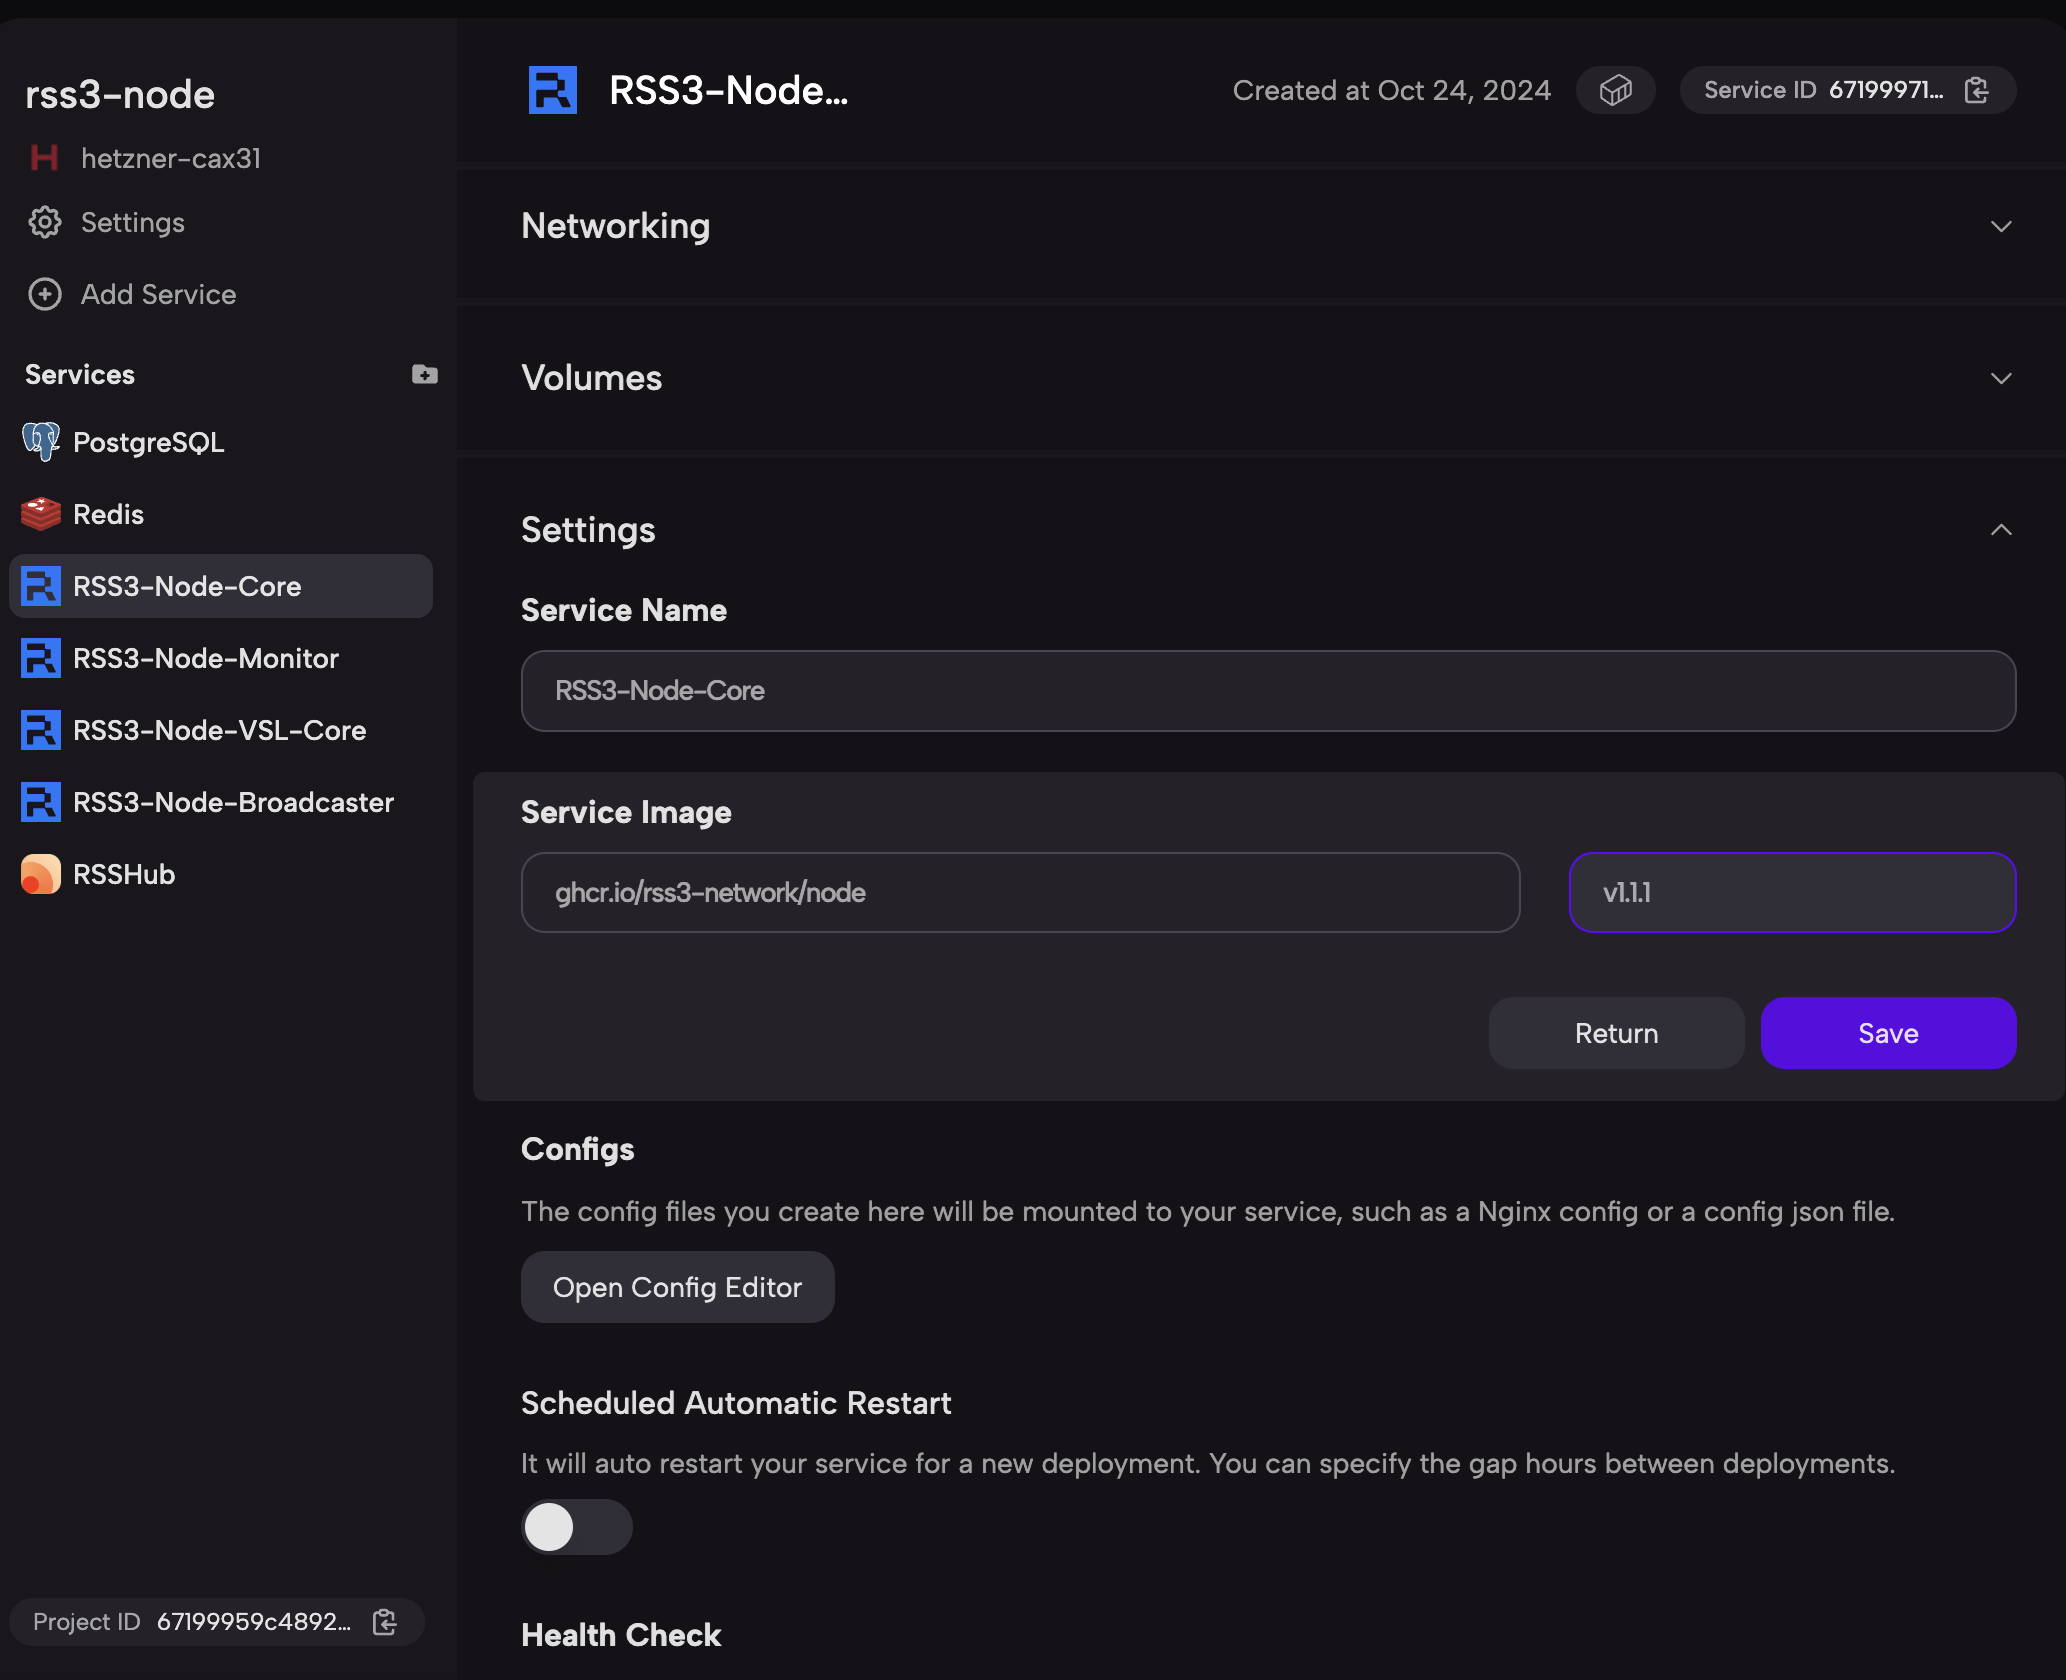 rss3-node
hetzner-cax31
Settings
Add Service
Services
PostgreSQL
Redis
RSS3-Node-Core
RSS3-Node-Monitor
RSS3-Node-VSL-Core
RSS3-Node-Broadcaster
RSSHub
Project ID 67199959c4892...
RSS3-Node...
Created at Oct 24, 2024
Service ID 67199971...
Networking
Volumes
Settings
Service Name
RSS3-Node-Core
Service Image
ghcr.io/rss3-network/node
v1.1.1
Return
Save
Configs
The config files you create here will be mounted to your service, such as a Nginx config or a config json file.
Open Config Editor
Scheduled Automatic Restart
It will auto restart your service for a new deployment. You can specify the gap hours between deployments.
Health Check